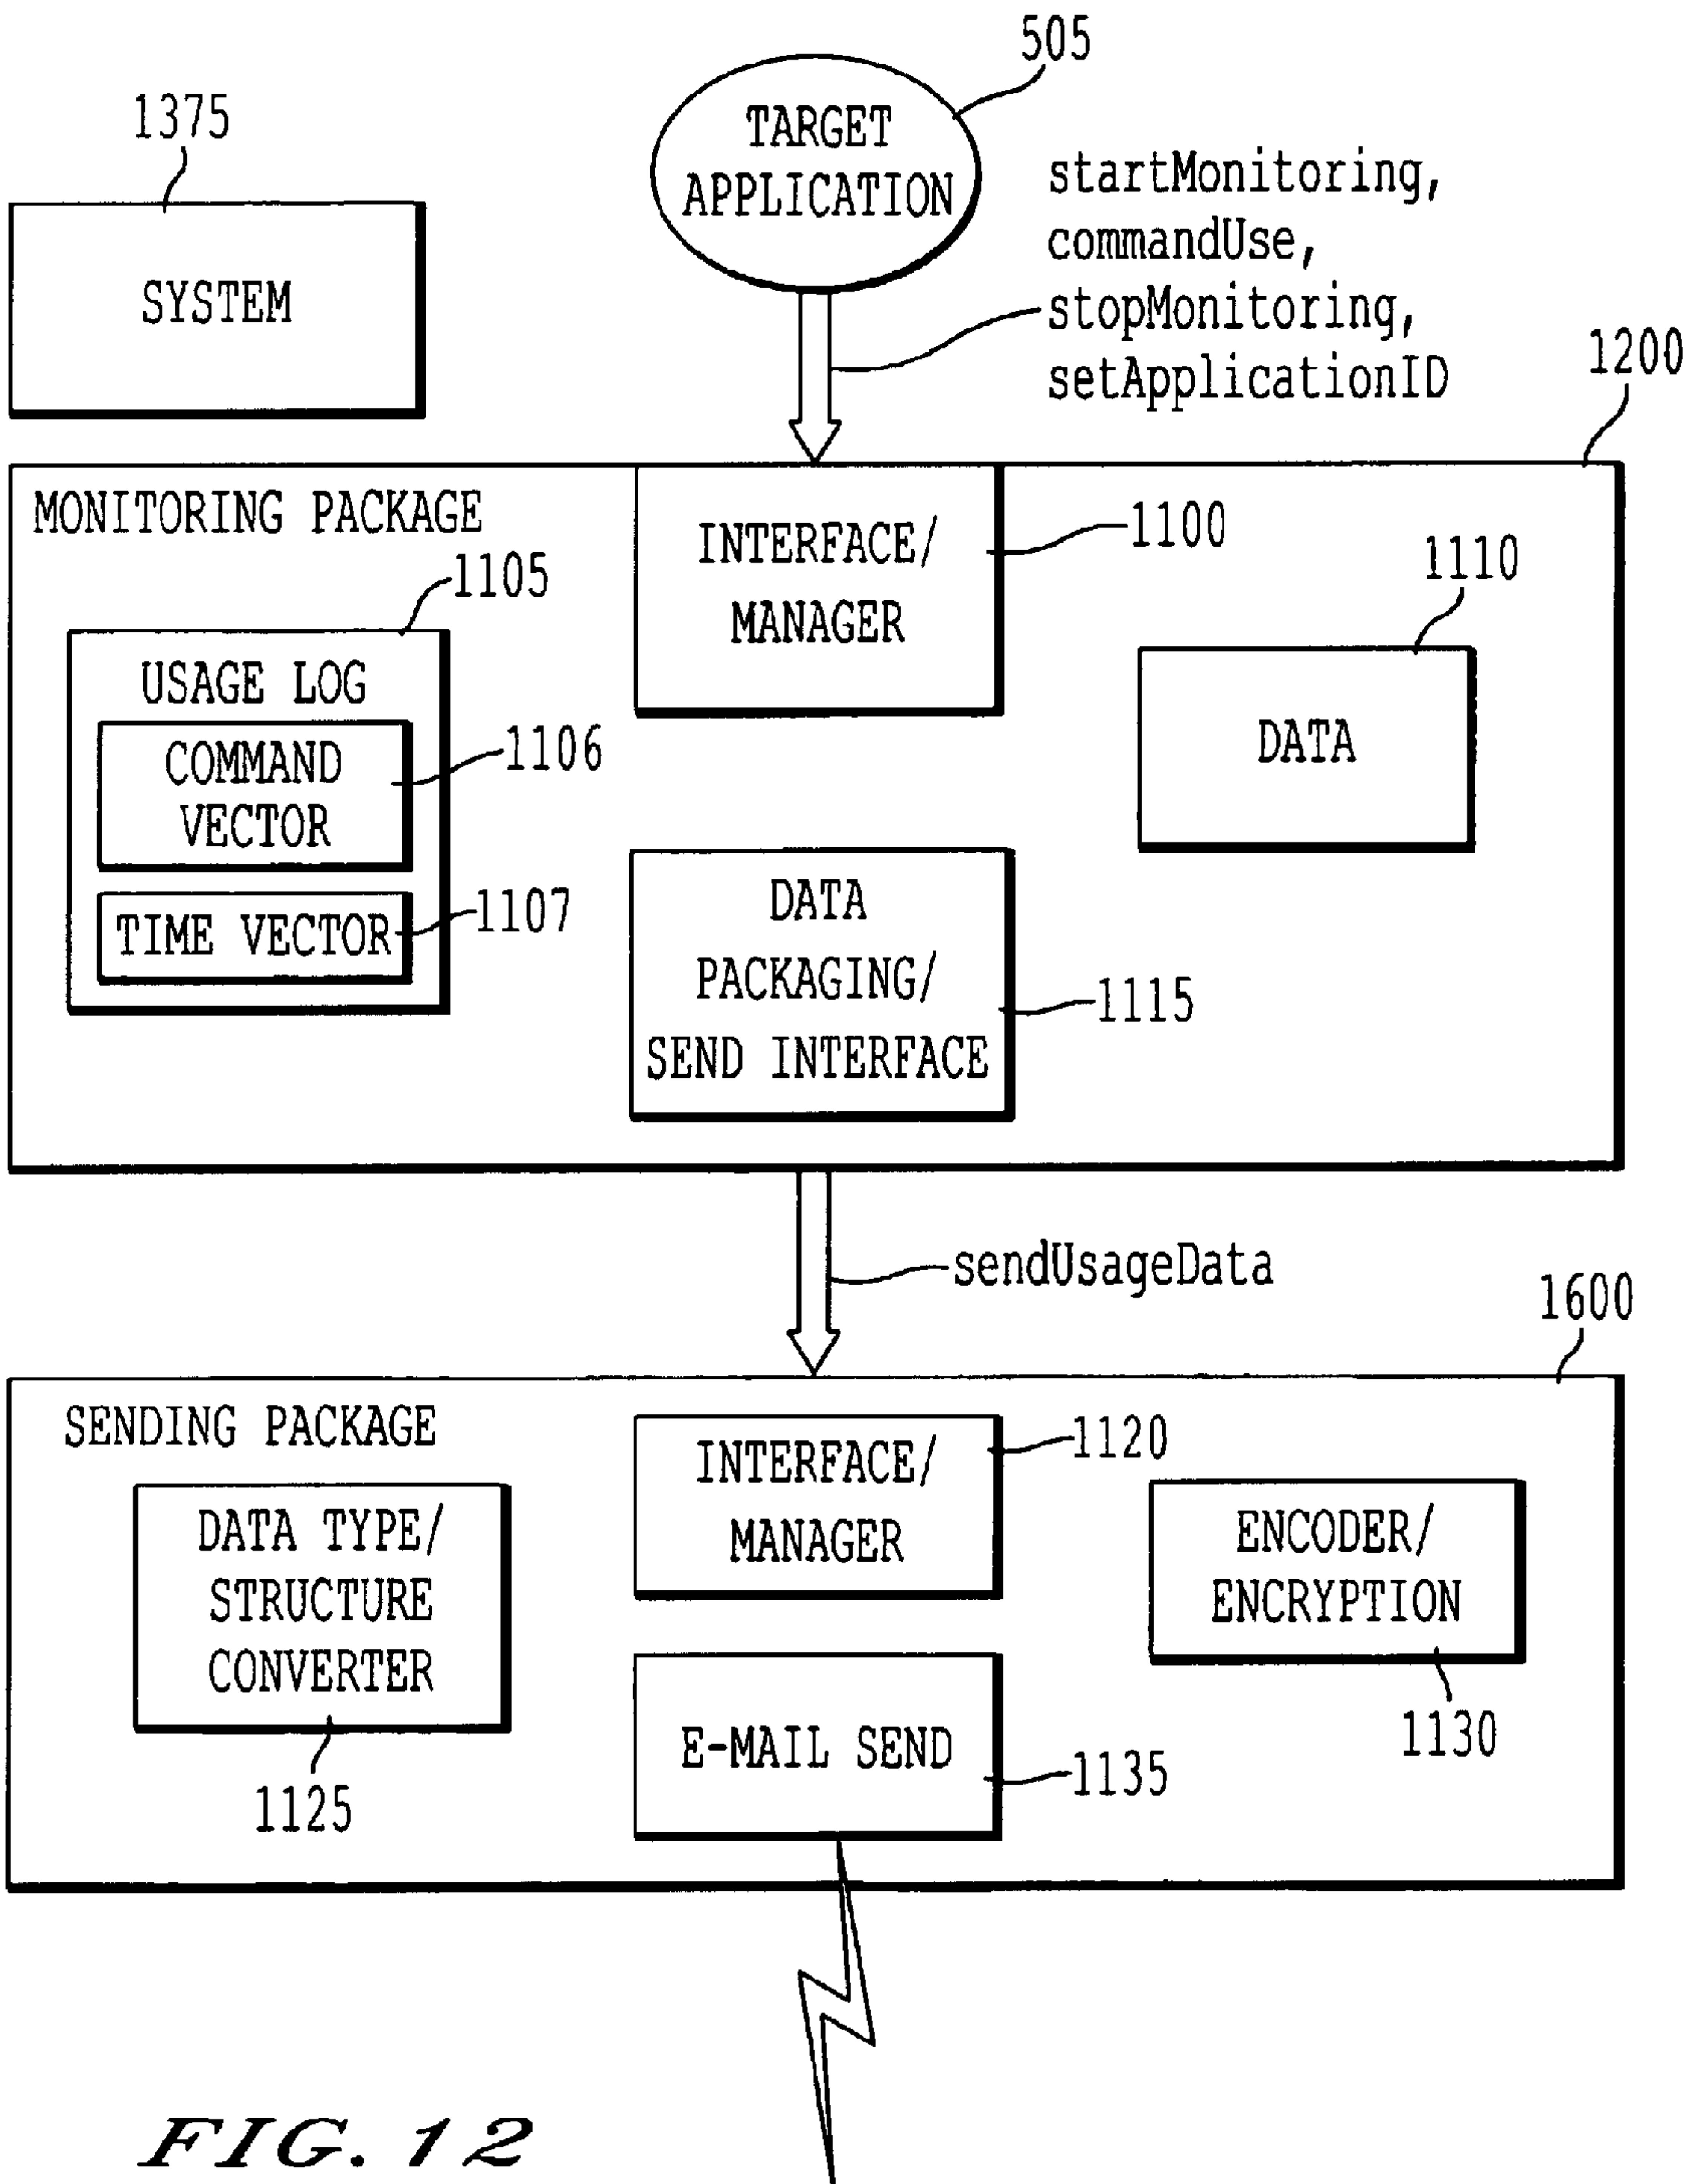 505
1375
TARGET
APPLICATION
startMonitoring,
commandUse,
stopMonitoring,
setApplicationID
SYSTEM
1200
MONITORING PACKAGE
INTERFACE/
MANAGER
1100
1110
1105
USAGE LOG
COMMAND
VECTOR
1106
DATA
TIME VECTOR
1107
DATA
PACKAGING/
SEND INTERFACE
1115
sendUsageData
1600
SENDING PACKAGE
INTERFACE/
MANAGER
1120
DATA TYPE/
STRUCTURE
CONVERTER
1125
ENCODER/
ENCRYPTION
1130
E-MAIL SEND
1135
FIG. 12